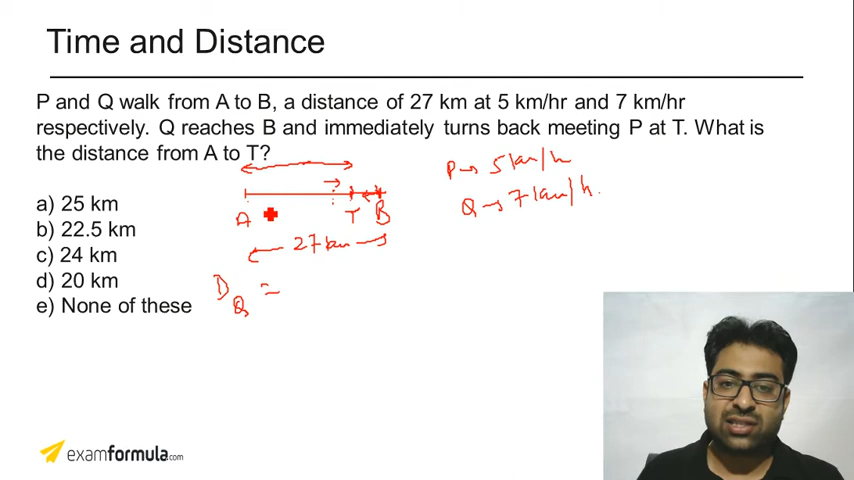 Time and Distance
P and Q walk from A to B, a distance of 27 km at 5 km/hr and 7 km/hr
respectively. Q reaches B and immediately turns back meeting P at T. What is
the distance from A to T?
P → 5 km/h
Q → 7 km/h.
A T B
27 km
a) 25 km
b) 22.5 km
c) 24 km
d) 20 km
e) None of these
D_Q =
examformula.com